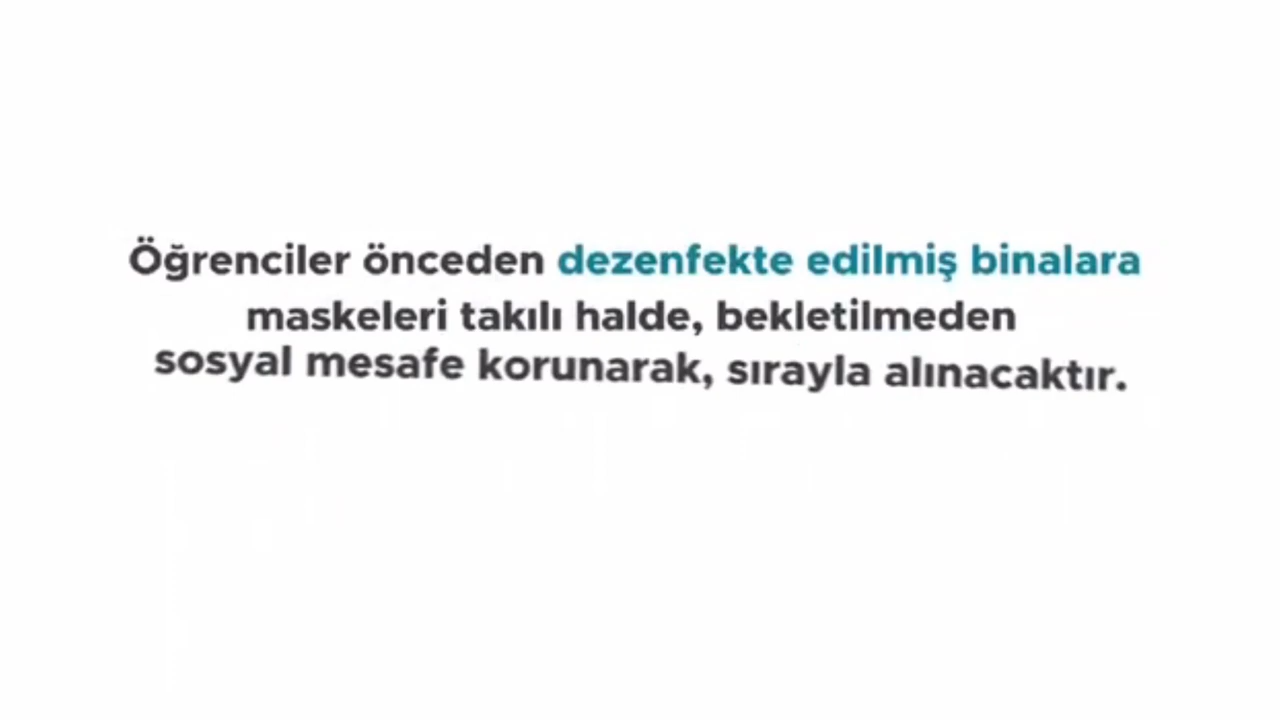 Öğrenciler önceden dezenfekte edilmiş binalara
maskeleri takılı halde, bekletilmeden
sosyal mesafe korunarak, sırayla alınacaktır.